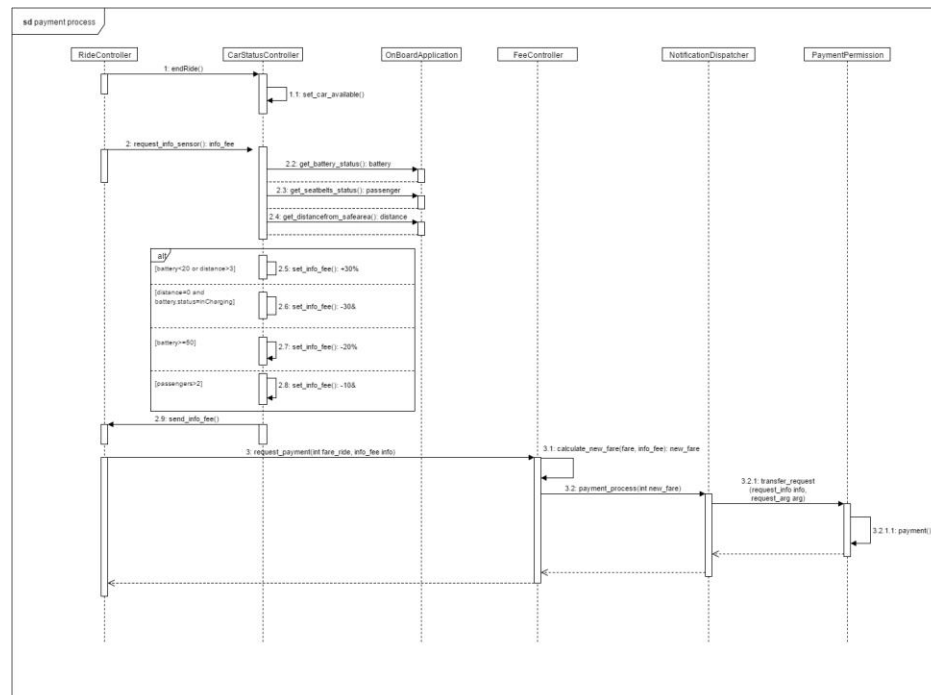 sd payment process
RideController
CarStatusController
OnBoardApplication
FeeController
NotificationDispatcher
PaymentPermission
1: endRide()
1.1: set_car_available()
2: request_info_sensor(): info_fee
2.2: get_battery_status(): battery
2.3: get_seatbelts_status(): passenger
2.4: get_distancefrom_safearea(): distance
alt
[battery<20 or distance>3]
2.5: set_info_fee(): +30%
[distance=0 and
battery.status=inCharging]
2.6: set_info_fee(): -30&
[battery>=50]
2.7: set_info_fee(): -20%
[passengers>2]
2.8: set_info_fee(): -10&
2.9: send_info_fee()
3: request_payment(int fare_ride, info_fee info)
3.1: calculate_new_fare(fare, info_fee): new_fare
3.2: payment_process(int new_fare)
3.2.1: transfer_request
(request_info info,
request_arg arg)
3.2.1.1: payment()